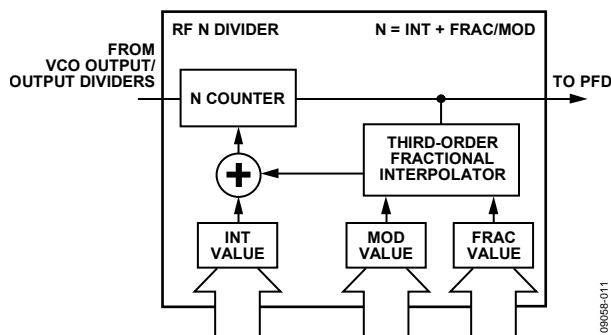 RF N DIVIDER
N = INT + FRAC/MOD
FROM
VCO OUTPUT/
OUTPUT DIVIDERS
TO PFD
N COUNTER
THIRD-ORDER
FRACTIONAL
INTERPOLATOR
+
INT
VALUE
MOD
VALUE
FRAC
VALUE
09058-011